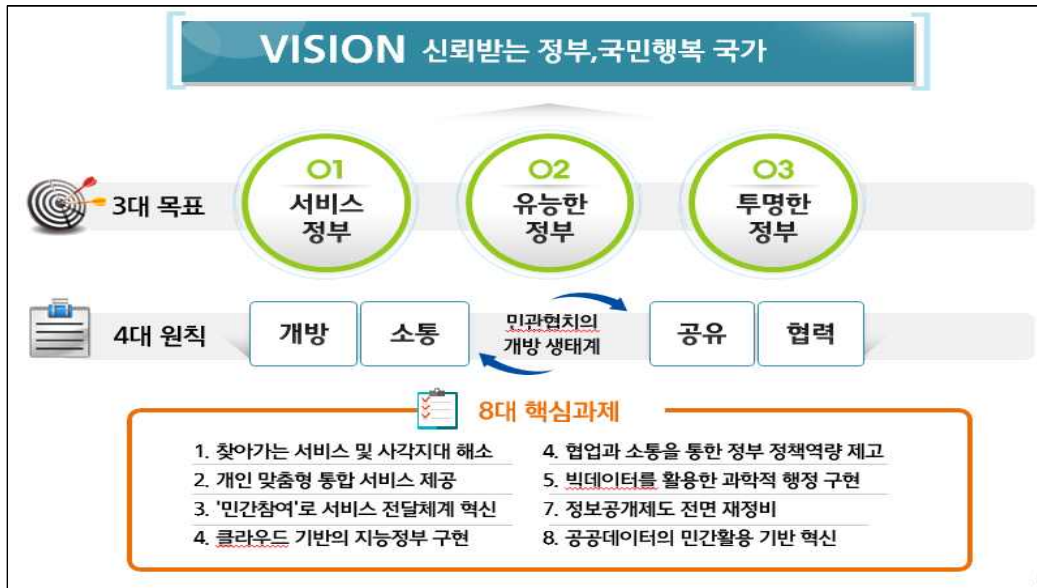 VISION 신뢰받는 정부,국민행복 국가
3대 목표
01
서비스
정부
02
유능한
정부
03
투명한
정부
4대 원칙
개방
소통
민관협치의
개방 생태계
공유
협력
8대 핵심과제
1. 찾아가는 서비스 및 사각지대 해소
2. 개인 맞춤형 통합 서비스 제공
3. '민간참여'로 서비스 전달체계 혁신
4. 클라우드 기반의 지능정부 구현
4. 협업과 소통을 통한 정부 정책역량 제고
5. 빅데이터를 활용한 과학적 행정 구현
7. 정보공개제도 전면 재정비
8. 공공데이터의 민간활용 기반 혁신